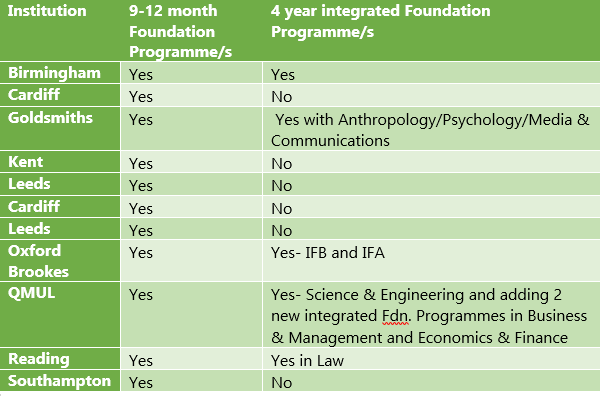 Institution 9-12 month 4 year integrated Foundation
Foundation Programme/s
Programme/s
Birmingham Yes Yes
Cardiff Yes No
Goldsmiths Yes Yes with Anthropology/Psychology/Media &
Communications
Kent Yes No
Leeds Yes No
Cardiff Yes No
Leeds Yes No
Oxford Yes Yes- IFB and IFA
Brookes
QMUL Yes Yes- Science & Engineering and adding 2
new integrated Fdn. Programmes in Business
& Management and Economics & Finance
Reading Yes Yes in Law
Southampton Yes No